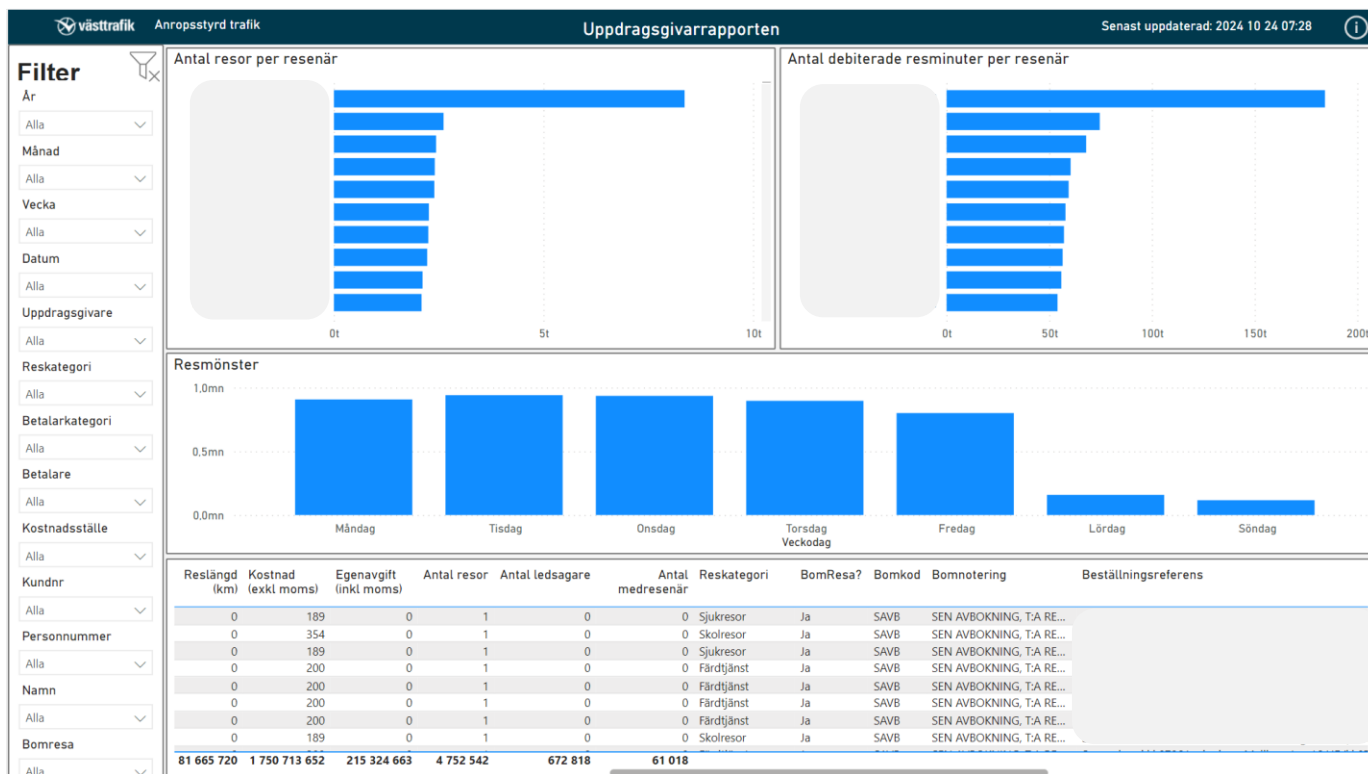 västtrafik Anropsstyrd trafik Uppdragsgivarrapporten Senast uppdaterad: 2024 10 24 07:28
Filter
År
Alla
Månad
Alla
Vecka
Alla
Datum
Alla
Uppdragsgivare
Alla
Reskategori
Alla
Betalarkategori
Alla
Betalare
Alla
Kostnadsställe
Alla
Kundnr
Alla
Personnummer
Alla
Namn
Alla
Bomresa
Alla
Antal resor per resenär
0t 5t 10t
Antal debiterade resminuter per resenär
0t 50t 100t 150t 200t
Resmönster
1,0mn
0,5mn
0,0mn
Måndag Tisdag Onsdag Torsdag Fredag Lördag Söndag
Veckodag
Reslängd (km) Kostnad (exkl moms) Egenavgift (inkl moms) Antal resor Antal ledsagare Antal medresenär Reskategori BomResa? Bomkod Bomnotering Beställningsreferens
0 189 0 1 0 0 Sjukresor Ja SAVB SEN AVBOKNING, T:A RE...
0 354 0 1 0 0 Skolresor Ja SAVB SEN AVBOKNING, T:A RE...
0 189 0 1 0 0 Sjukresor Ja SAVB SEN AVBOKNING, T:A RE...
0 200 0 1 0 0 Färdtjänst Ja SAVB SEN AVBOKNING, T:A RE...
0 200 0 1 0 0 Färdtjänst Ja SAVB SEN AVBOKNING, T:A RE...
0 200 0 1 0 0 Färdtjänst Ja SAVB SEN AVBOKNING, T:A RE...
0 200 0 1 0 0 Färdtjänst Ja SAVB SEN AVBOKNING, T:A RE...
0 189 0 1 0 0 Skolresor Ja SAVB SEN AVBOKNING, T:A RE...
81 665 720 1 750 713 652 215 324 663 4 752 542 672 818 61 018